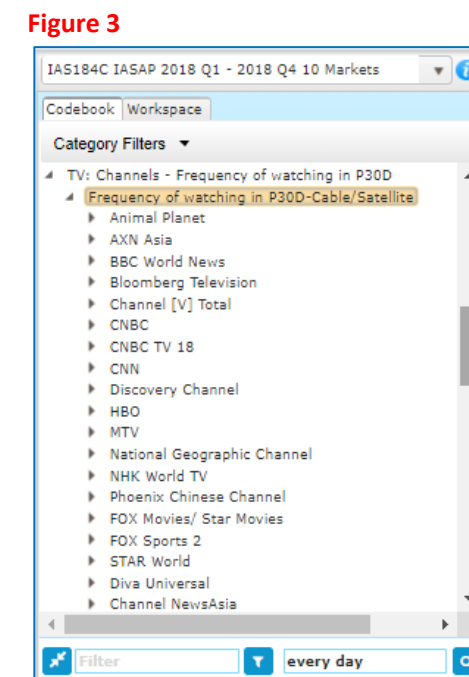 Figure 3
IAS184C IASAP 2018 Q1 - 2018 Q4 10 Markets
Codebook Workspace
Category Filters
TV: Channels - Frequency of watching in P30D
Frequency of watching in P30D-Cable/Satellite
Animal Planet
AXN Asia
BBC World News
Bloomberg Television
Channel [V] Total
CNBC
CNBC TV 18
CNN
Discovery Channel
HBO
MTV
National Geographic Channel
NHK World TV
Phoenix Chinese Channel
FOX Movies/ Star Movies
FOX Sports 2
STAR World
Diva Universal
Channel NewsAsia
Filter every day